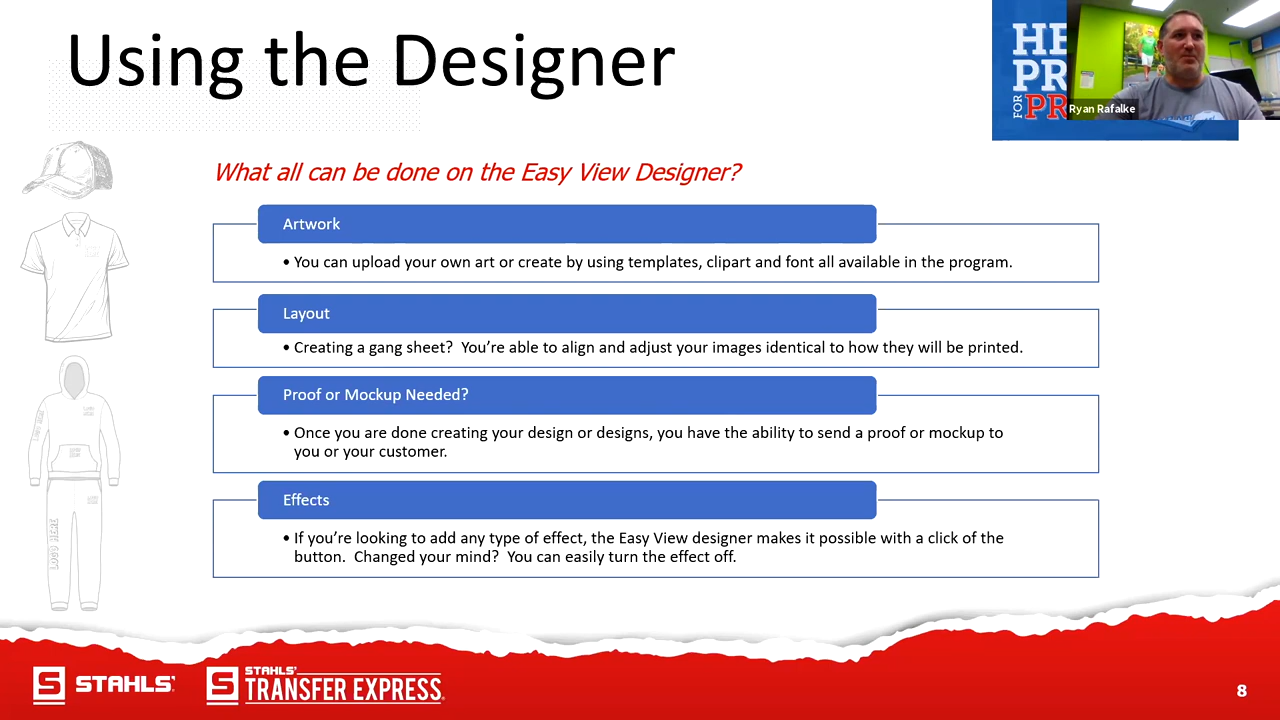 Using the Designer
HE
PR
FOR PR
Ryan Rafalke
What all can be done on the Easy View Designer?
Artwork
• You can upload your own art or create by using templates, clipart and font all available in the program.
Layout
• Creating a gang sheet?  You're able to align and adjust your images identical to how they will be printed.
Proof or Mockup Needed?
• Once you are done creating your design or designs, you have the ability to send a proof or mockup to
you or your customer.
Effects
• If you're looking to add any type of effect, the Easy View designer makes it possible with a click of the
button.  Changed your mind?  You can easily turn the effect off.
LOGO HERE
S STAHLS'
S STAHLS'
TRANSFER EXPRESS
8